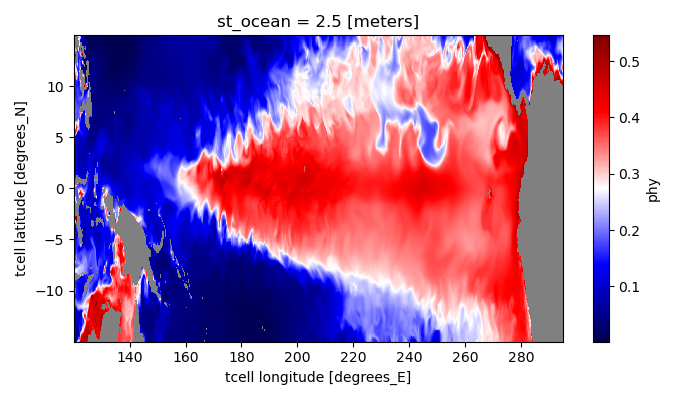 st_ocean = 2.5 [meters]
10
5
0
−5
−10
tcell latitude [degrees_N]
140 160 180 200 220 240 260 280
tcell longitude [degrees_E]
0.5
0.4
0.3
0.2
0.1
phy